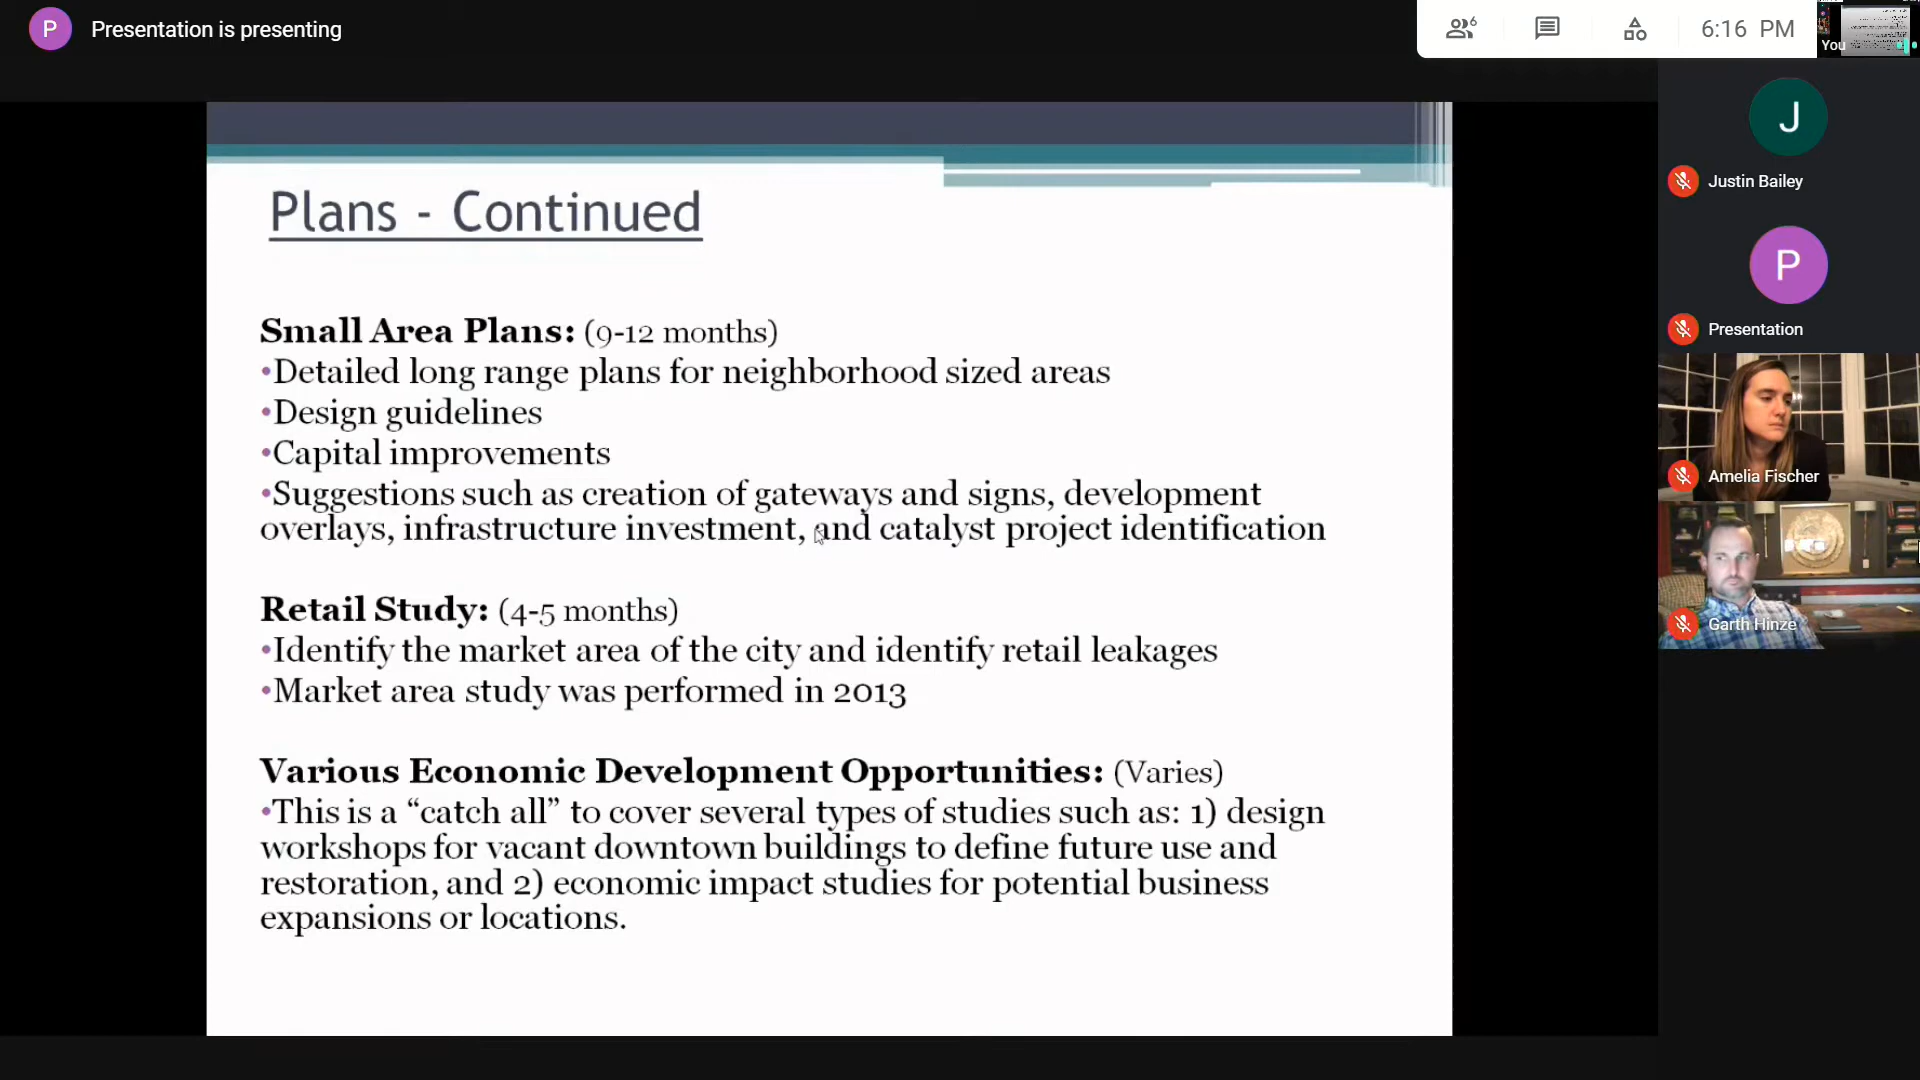 P
Presentation is presenting
6
6:16 PM
You
Plans - Continued
Small Area Plans: (9-12 months)
•Detailed long range plans for neighborhood sized areas
•Design guidelines
•Capital improvements
•Suggestions such as creation of gateways and signs, development
overlays, infrastructure investment, and catalyst project identification
Retail Study: (4-5 months)
•Identify the market area of the city and identify retail leakages
•Market area study was performed in 2013
Various Economic Development Opportunities: (Varies)
•This is a “catch all” to cover several types of studies such as: 1) design
workshops for vacant downtown buildings to define future use and
restoration, and 2) economic impact studies for potential business
expansions or locations.
J
Justin Bailey
P
Presentation
Amelia Fischer
Garth Hinze